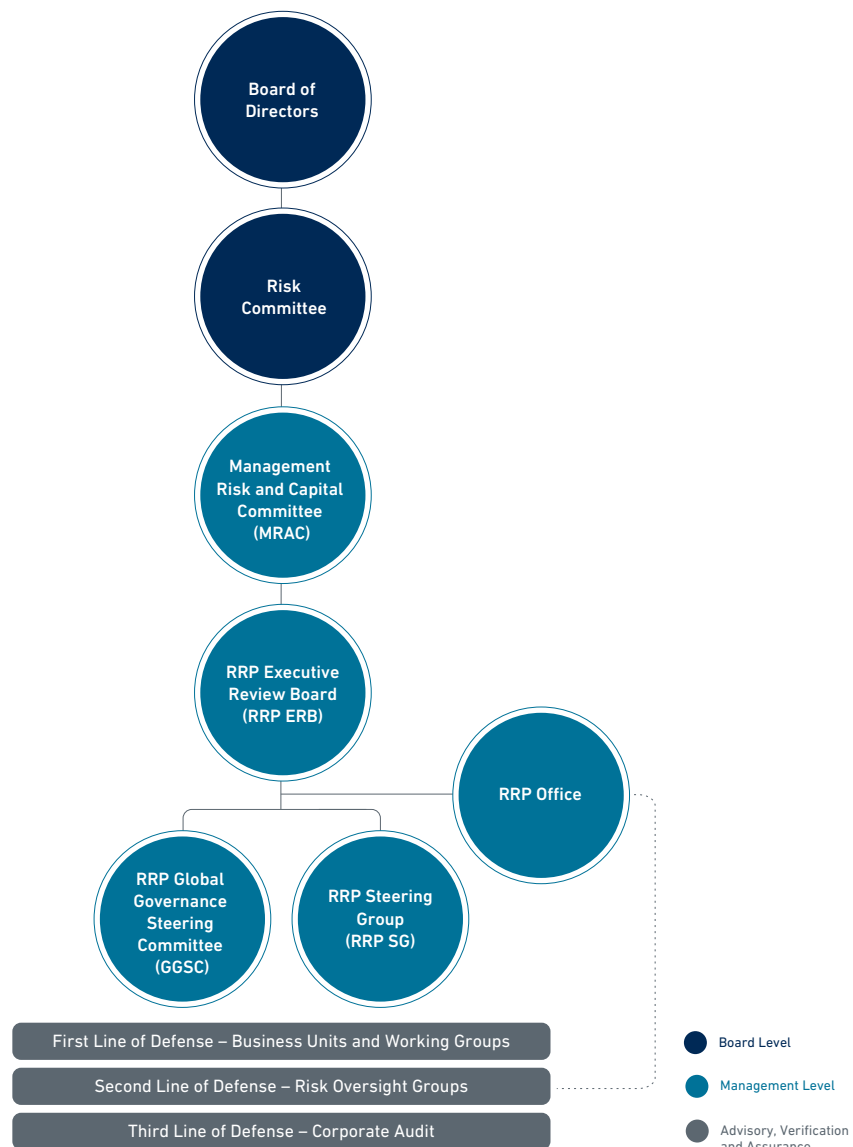 Board of
Directors
Risk
Committee
Management
Risk and Capital
Committee
(MRAC)
RRP Executive
Review Board
(RRP ERB)
RRP Office
RRP Global
Governance
Steering
Committee
(GGSC)
RRP Steering
Group
(RRP SG)
First Line of Defense – Business Units and Working Groups
Second Line of Defense – Risk Oversight Groups
Third Line of Defense – Corporate Audit
Board Level
Management Level
Advisory, Verification
and Assurance